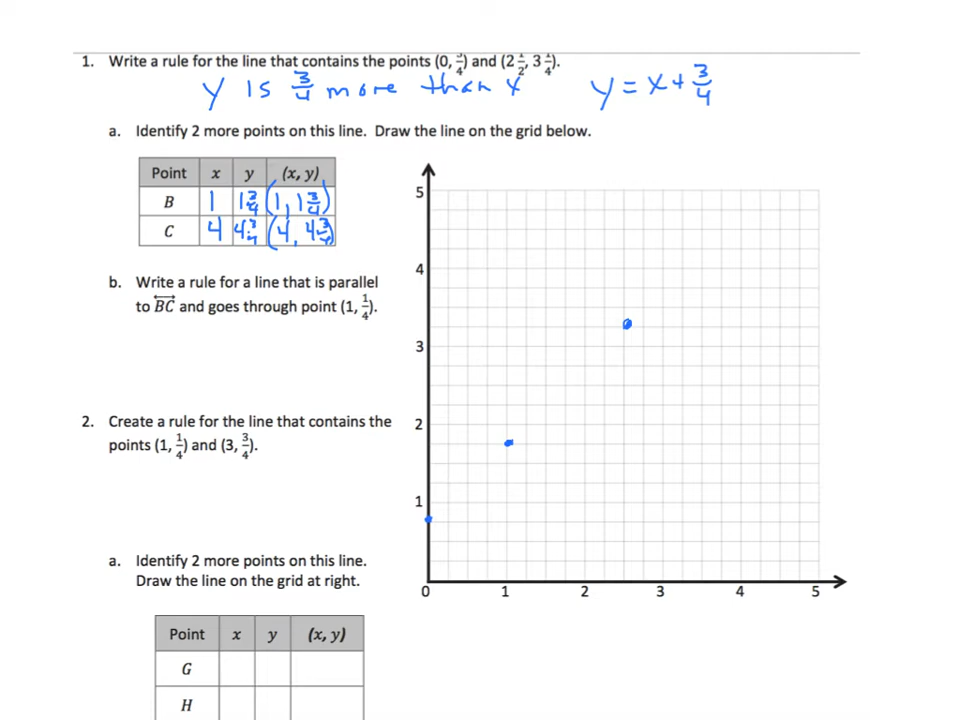 1. Write a rule for the line that contains the points (0, 3/4) and (2 1/2, 3 1/4).
y is 3/4 more than x y = x + 3/4
a. Identify 2 more points on this line. Draw the line on the grid below.
Point x y (x, y)
B 1 1 3/4 (1, 1 3/4)
C 4 4 3/4 (4, 4 3/4)
b. Write a rule for a line that is parallel
to BC and goes through point (1, 1/4).
2. Create a rule for the line that contains the
points (1, 1/4) and (3, 3/4).
a. Identify 2 more points on this line.
Draw the line on the grid at right.
Point x y (x, y)
G
H
5
4
3
2
1
0 1 2 3 4 5